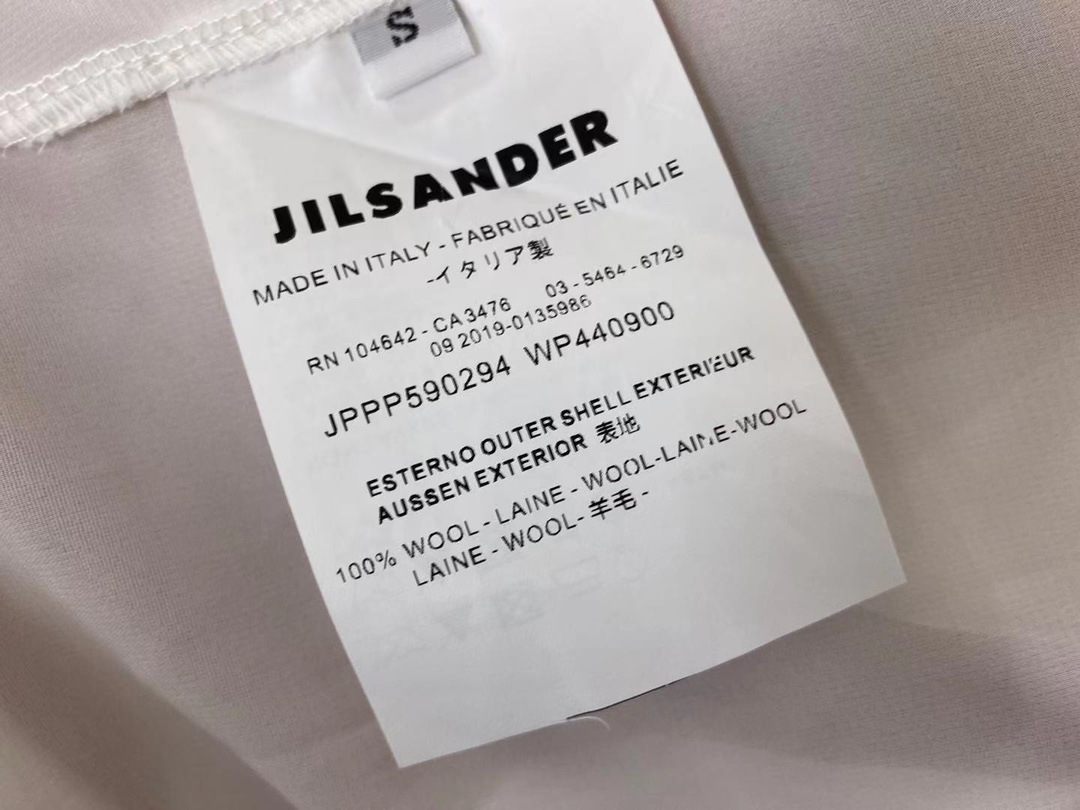 S
JILSANDER
MADE IN ITALY - FABRIQUÉ EN ITALIE
-イタリア製
RN 104642 - CA 3476 03 - 5464 - 6729
09 2019-0135986
JPPP590294 WP440900
ESTERNO OUTER SHELL EXTERIEUR
AUSSEN EXTERIOR 表地
100% WOOL - LAINE - WOOL-LAINE-WOOL
LAINE - WOOL- 羊毛 -